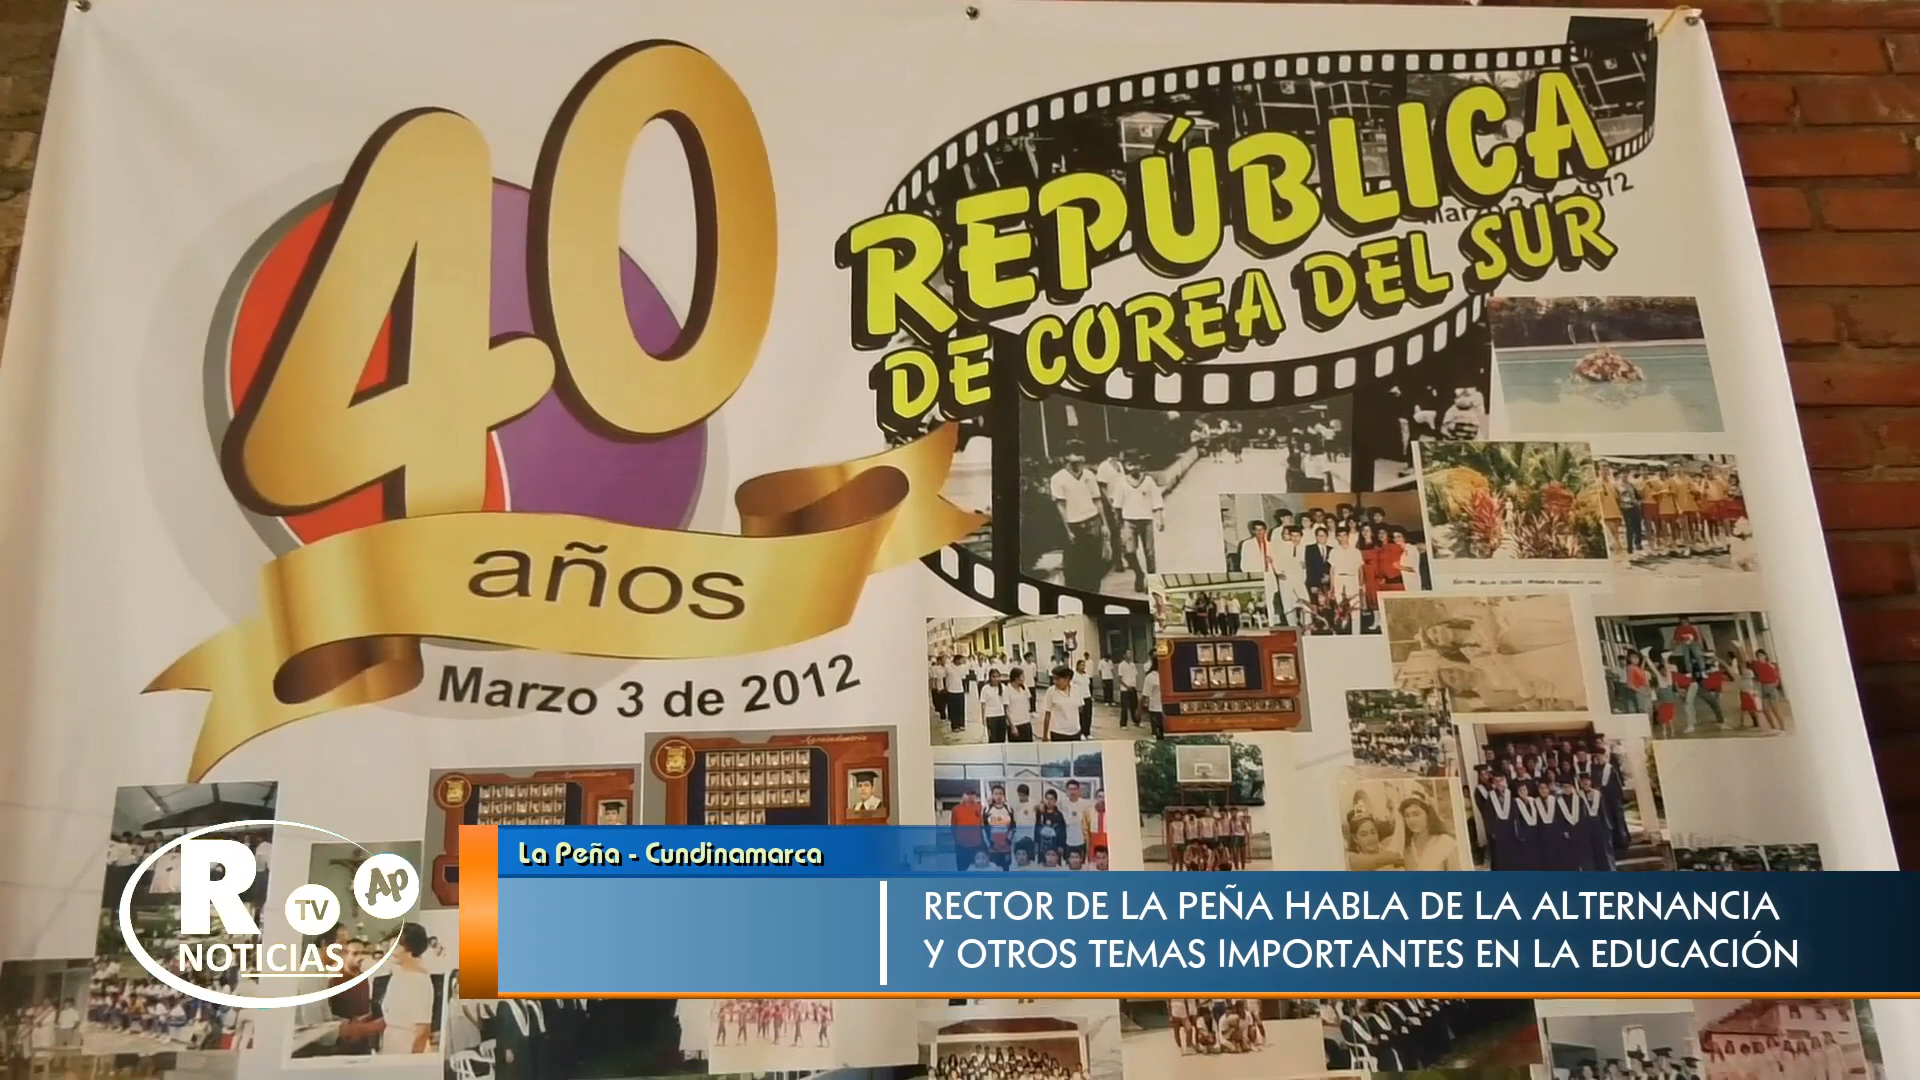 40
años
Marzo 3 de 2012
REPÚBLICA
DE COREA DEL SUR
La Peña - Cundinamarca
RECTOR DE LA PEÑA HABLA DE LA ALTERNANCIA
Y OTROS TEMAS IMPORTANTES EN LA EDUCACIÓN
R TV Ap
NOTICIAS